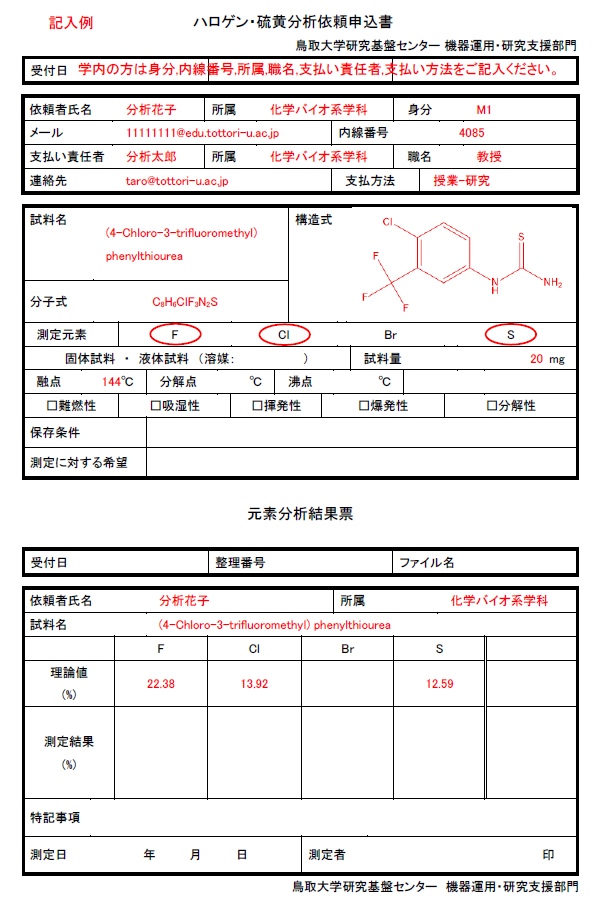 記入例
ハロゲン・硫黄分析依頼申込書
鳥取大学研究基盤センター 機器運用・研究支援部門
受付日 学内の方は身分,内線番号,所属,職名,支払い責任者,支払い方法をご記入ください。
依頼者氏名 分析花子 所属 化学バイオ系学科 身分 M1
メール 11111111@edu.tottori-u.ac.jp 内線番号 4085
支払い責任者 分析太郎 所属 化学バイオ系学科 職名 教授
連絡先 taro@tottori-u.ac.jp 支払方法 授業-研究
試料名
(4-Chloro-3-trifluoromethyl)
phenylthiourea
構造式
Cl
S
F
F
F
N
H
NH₂
分子式 C₈H₆ClF₃N₂S
測定元素 F Cl Br S
固体試料 ・ 液体試料 (溶媒: ) 試料量 20 mg
融点 144℃ 分解点 ℃ 沸点 ℃
□難燃性 □吸湿性 □揮発性 □爆発性 □分解性
保存条件
測定に対する希望
元素分析結果票
受付日 整理番号 ファイル名
依頼者氏名 分析花子 所属 化学バイオ系学科
試料名 (4-Chloro-3-trifluoromethyl) phenylthiourea
F Cl Br S
理論値
(%)
22.38 13.92 12.59
測定結果
(%)
特記事項
測定日 年 月 日 測定者 印
鳥取大学研究基盤センター 機器運用・研究支援部門